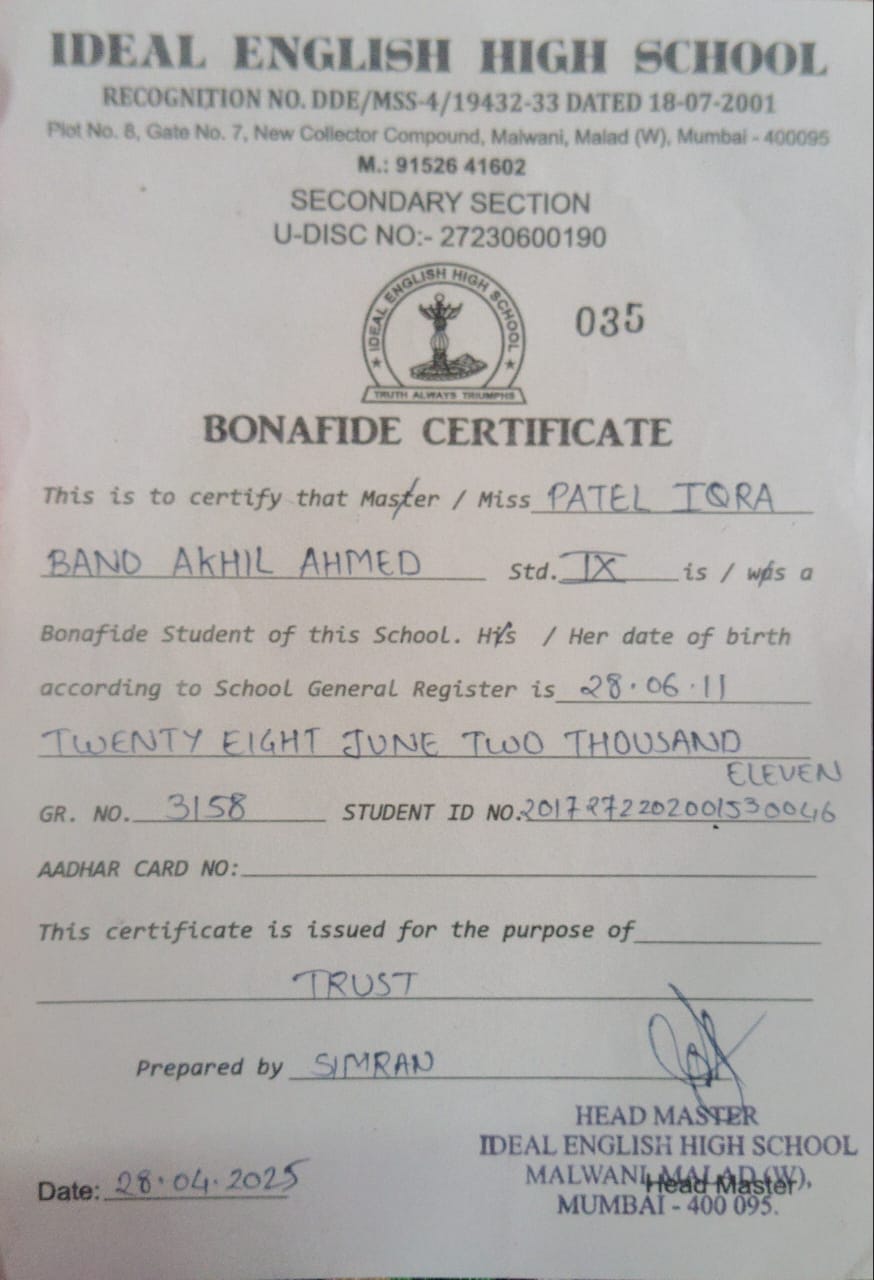 IDEAL ENGLISH HIGH SCHOOL
RECOGNITION NO. DDE/MSS-4/19432-33 DATED 18-07-2001
Plot No. 8, Gate No. 7, New Collector Compound, Malwani, Malad (W), Mumbai - 400095
M.: 91526 41602
SECONDARY SECTION
U-DISC NO:- 27230600190
IDEAL ENGLISH HIGH SCHOOL
035
TRUTH ALWAYS TRIUMPHS
BONAFIDE CERTIFICATE
This is to certify that Master / Miss PATEL IQRA
BANO AKHIL AHMED Std. IX is / was a
Bonafide Student of this School. His / Her date of birth
according to School General Register is 28.06.11
TWENTY EIGHT JUNE TWO THOUSAND
ELEVEN
GR. NO. 3158 STUDENT ID NO. 2017272202001530046
AADHAR CARD NO:
This certificate is issued for the purpose of
TRUST
Prepared by SIMRAN
HEAD MASTER
IDEAL ENGLISH HIGH SCHOOL
MALWANI, MALAD (W),
Head Master
MUMBAI - 400 095.
Date: 28.04.2025